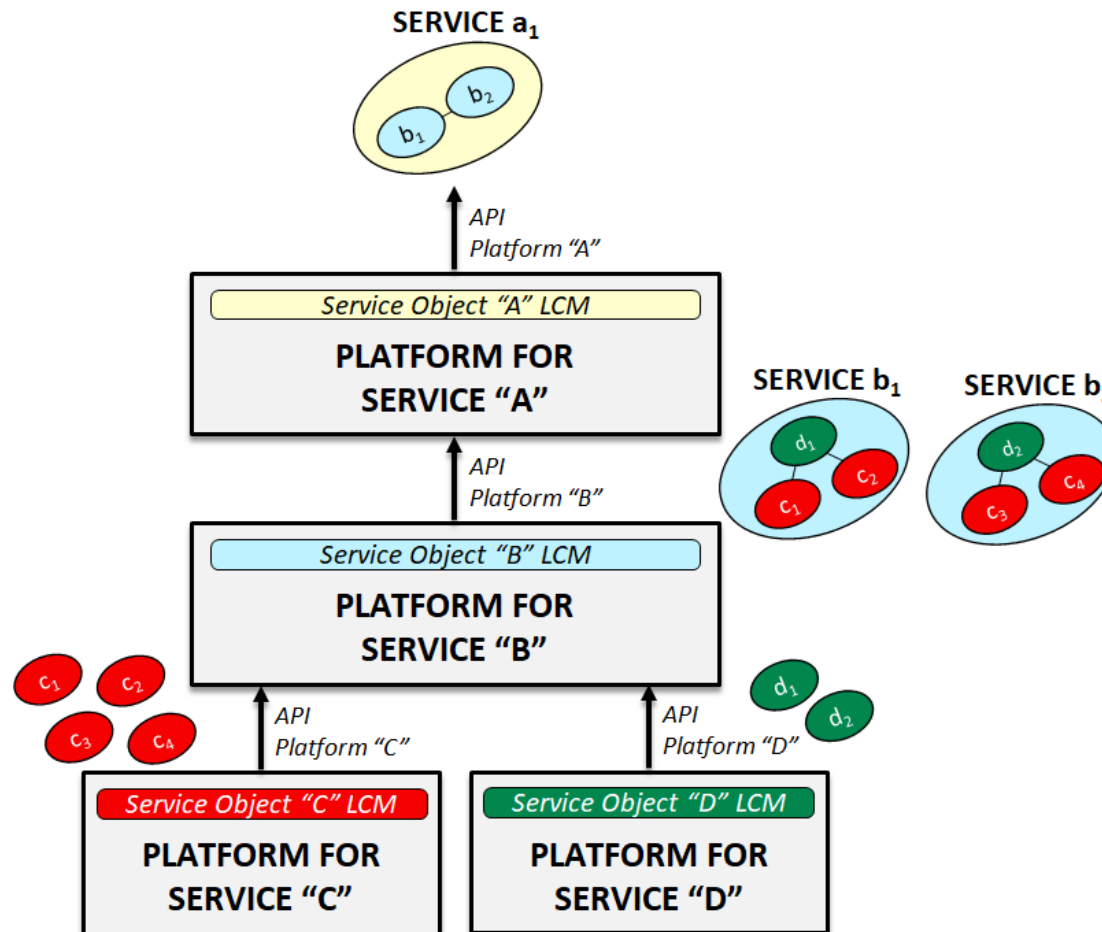 SERVICE a₁
b₂
b₁
API
Platform “A”
Service Object “A” LCM
PLATFORM FOR
SERVICE “A”
SERVICE b₁
SERVICE b
d₁
c₂
c₁
d₂
c₄
c₃
API
Platform “B”
Service Object “B” LCM
PLATFORM FOR
SERVICE “B”
c₁
c₂
c₃
c₄
d₁
d₂
API
Platform “C”
API
Platform “D”
Service Object “C” LCM
PLATFORM FOR
SERVICE “C”
Service Object “D” LCM
PLATFORM FOR
SERVICE “D”